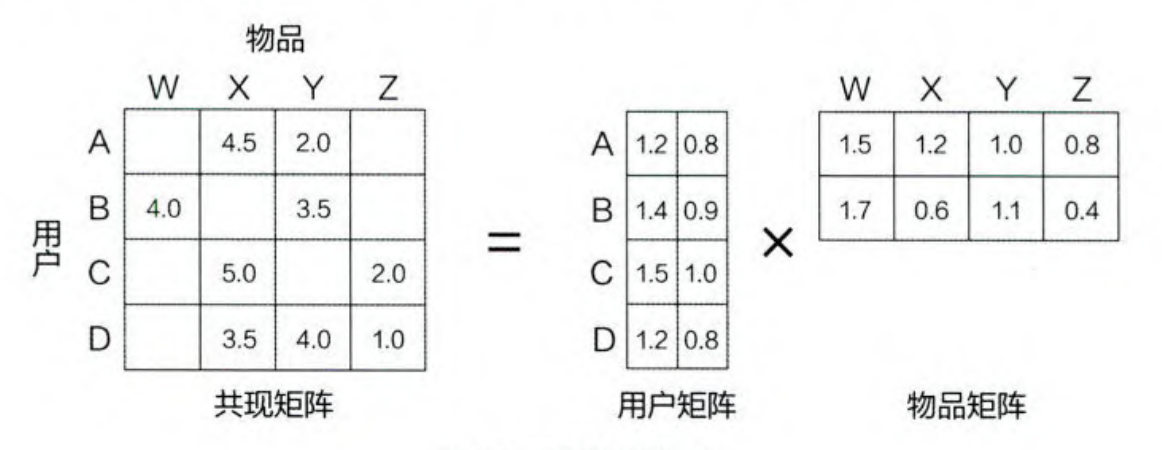 物品
W X Y Z
A 4.5 2.0
B 4.0 3.5
C 5.0 2.0
D 3.5 4.0 1.0
用户
共现矩阵
=
A 1.2 0.8
B 1.4 0.9
C 1.5 1.0
D 1.2 0.8
用户矩阵
×
W X Y Z
1.5 1.2 1.0 0.8
1.7 0.6 1.1 0.4
物品矩阵